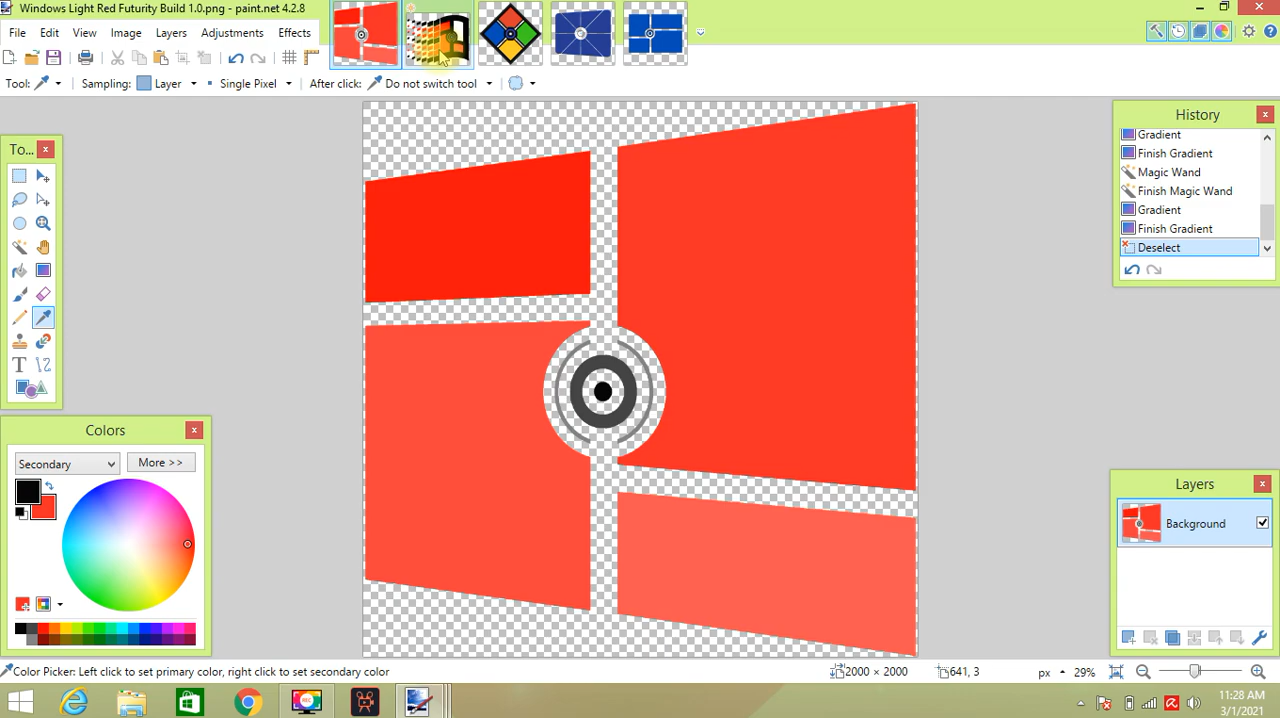 Windows Light Red Futurity Build 1.0.png - paint.net 4.2.8
File Edit View Image Layers Adjustments Effects
Tool: Sampling: Layer Single Pixel After click: Do not switch tool
To...
History
Gradient
Finish Gradient
Magic Wand
Finish Magic Wand
Gradient
Finish Gradient
Deselect
Colors
Secondary More >>
Layers
Background
Color Picker: Left click to set primary color, right click to set secondary color 2000 × 2000 641, 3 px 29%
11:28 AM
3/1/2021